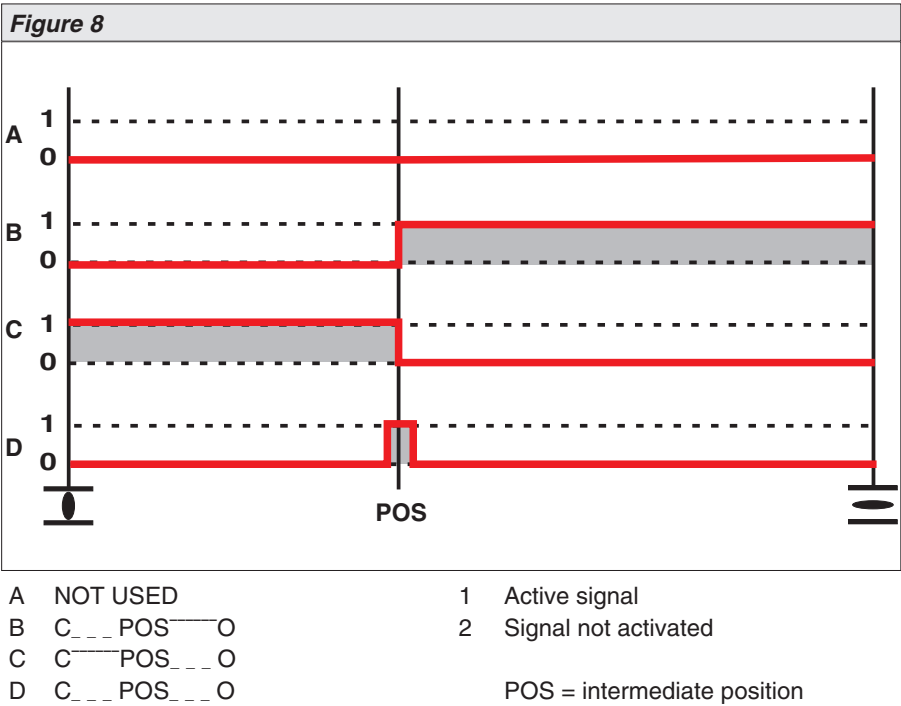 Figure 8
A 1
0
B 1
0
C 1
0
D 1
0
POS
A NOT USED
B C_ _ _ POS‾‾‾‾‾‾O
C C‾‾‾‾‾‾POS_ _ _ O
D C_ _ _ POS_ _ _ O
1 Active signal
2 Signal not activated
POS = intermediate position